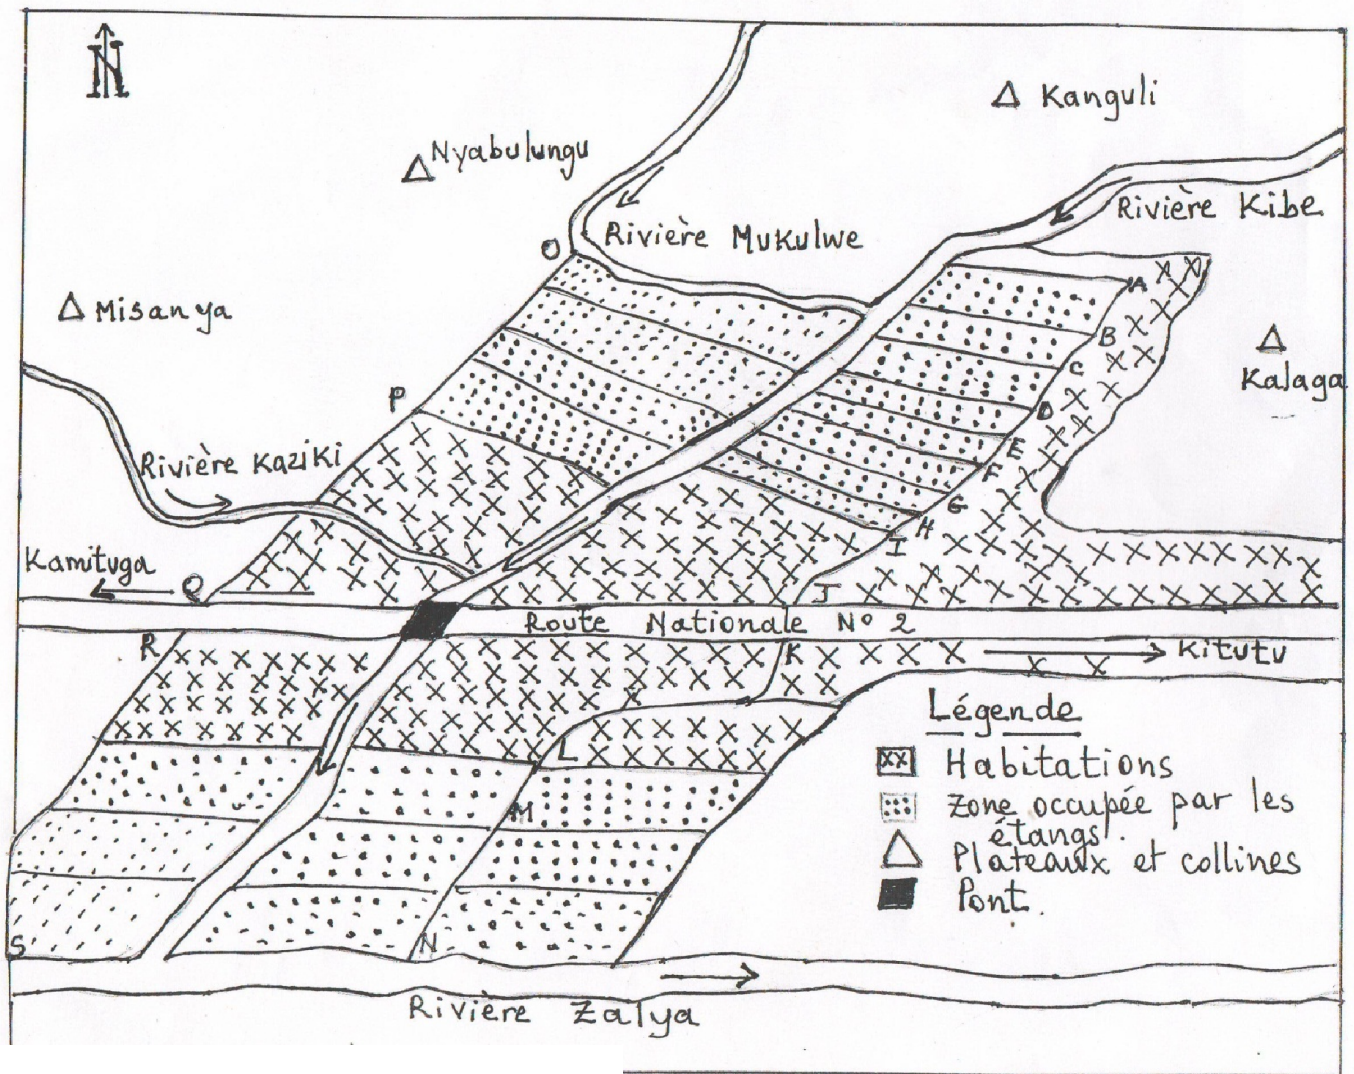 N
Kanguli
Nyabulungu
Rivière Kibe
Rivière Mukulwe
O
A
Misanya
B
C
Kalaga
P
D
E
F
Rivière Kaziki
G
H
I
Kamituga
Q
J
Route Nationale N° 2
R
K
Kitutu
Légende
L
XX Habitations
M
Zone occupée par les
étangs.
Plateaux et collines
Pont.
S
N
Rivière Zalya